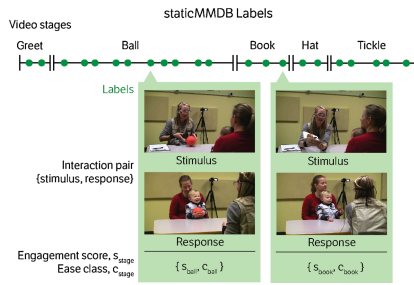 staticMMDB Labels
Video stages
Greet Ball Book Hat Tickle
Labels
Stimulus Stimulus
Interaction pair
{stimulus, response}
Response Response
Engagement score, s_stage
Ease class, c_stage
{ s_ball, c_ball } { s_book, c_book }